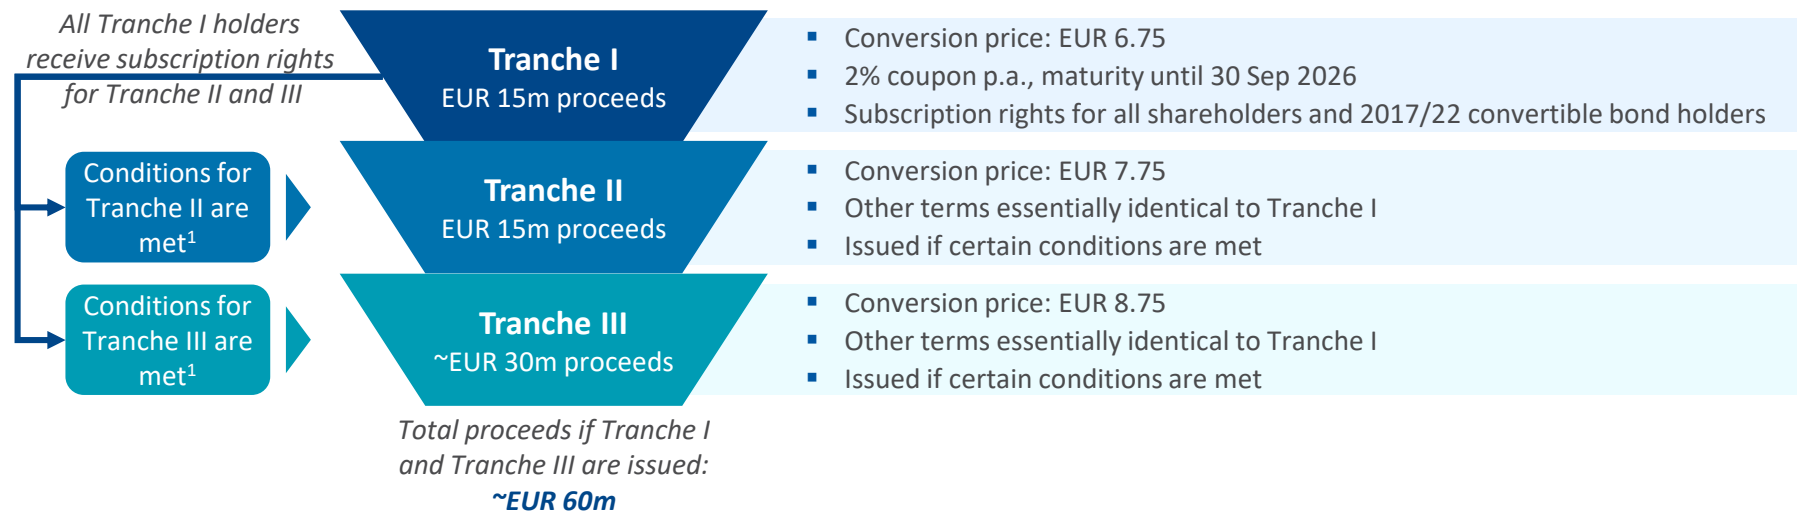 All Tranche I holders
receive subscription rights
for Tranche II and III
Tranche I
EUR 15m proceeds
▪ Conversion price: EUR 6.75
▪ 2% coupon p.a., maturity until 30 Sep 2026
▪ Subscription rights for all shareholders and 2017/22 convertible bond holders
Conditions for
Tranche II are
met¹
Tranche II
EUR 15m proceeds
▪ Conversion price: EUR 7.75
▪ Other terms essentially identical to Tranche I
▪ Issued if certain conditions are met
Conditions for
Tranche III are
met¹
Tranche III
~EUR 30m proceeds
▪ Conversion price: EUR 8.75
▪ Other terms essentially identical to Tranche I
▪ Issued if certain conditions are met
Total proceeds if Tranche I
and Tranche III are issued:
~EUR 60m